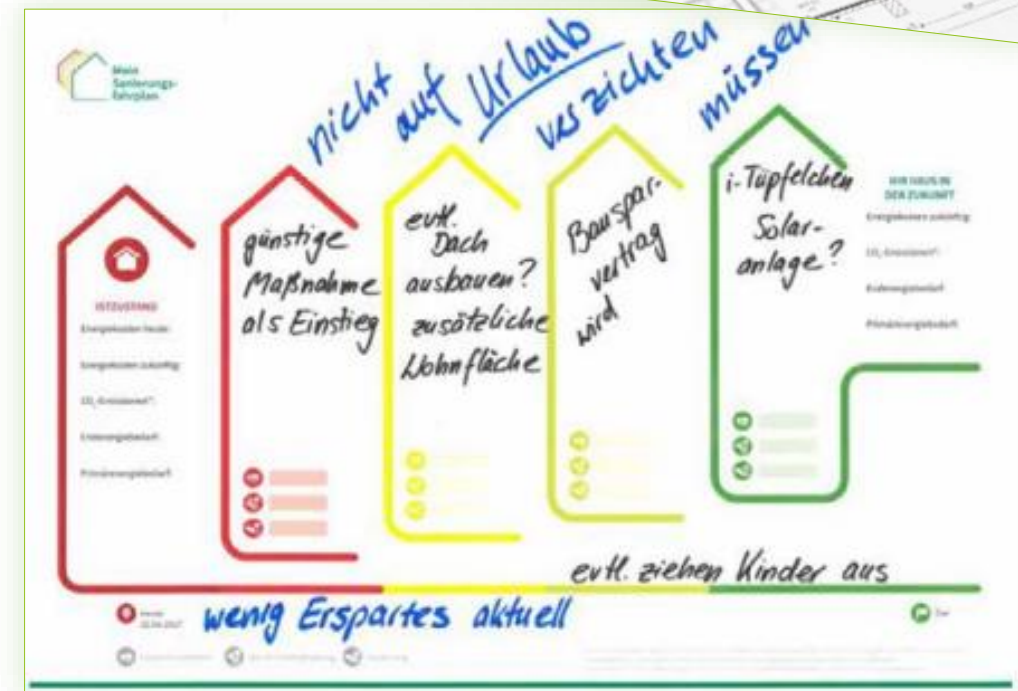 Mein
Sanierungs-
fahrplan
nicht auf Urlaub verzichten müssen
ISTZUSTAND
Energiekosten heute:
Energiekosten zukünftig:
CO₂-Emissionen*:
Endenergiebedarf:
Primärenergiebedarf:
günstige
Maßnahme
als Einstieg
evtl.
Dach
ausbauen?
zusätzliche
Wohnfläche
Bauspar-
vertrag
wird
i-Tüpfelchen
Solar-
anlage?
IHR HAUS IN
DER ZUKUNFT
Energiekosten zukünftig:
CO₂-Emissionen*:
Endenergiebedarf:
Primärenergiebedarf:
evtl. ziehen Kinder aus
wenig Erspartes aktuell
Ziel